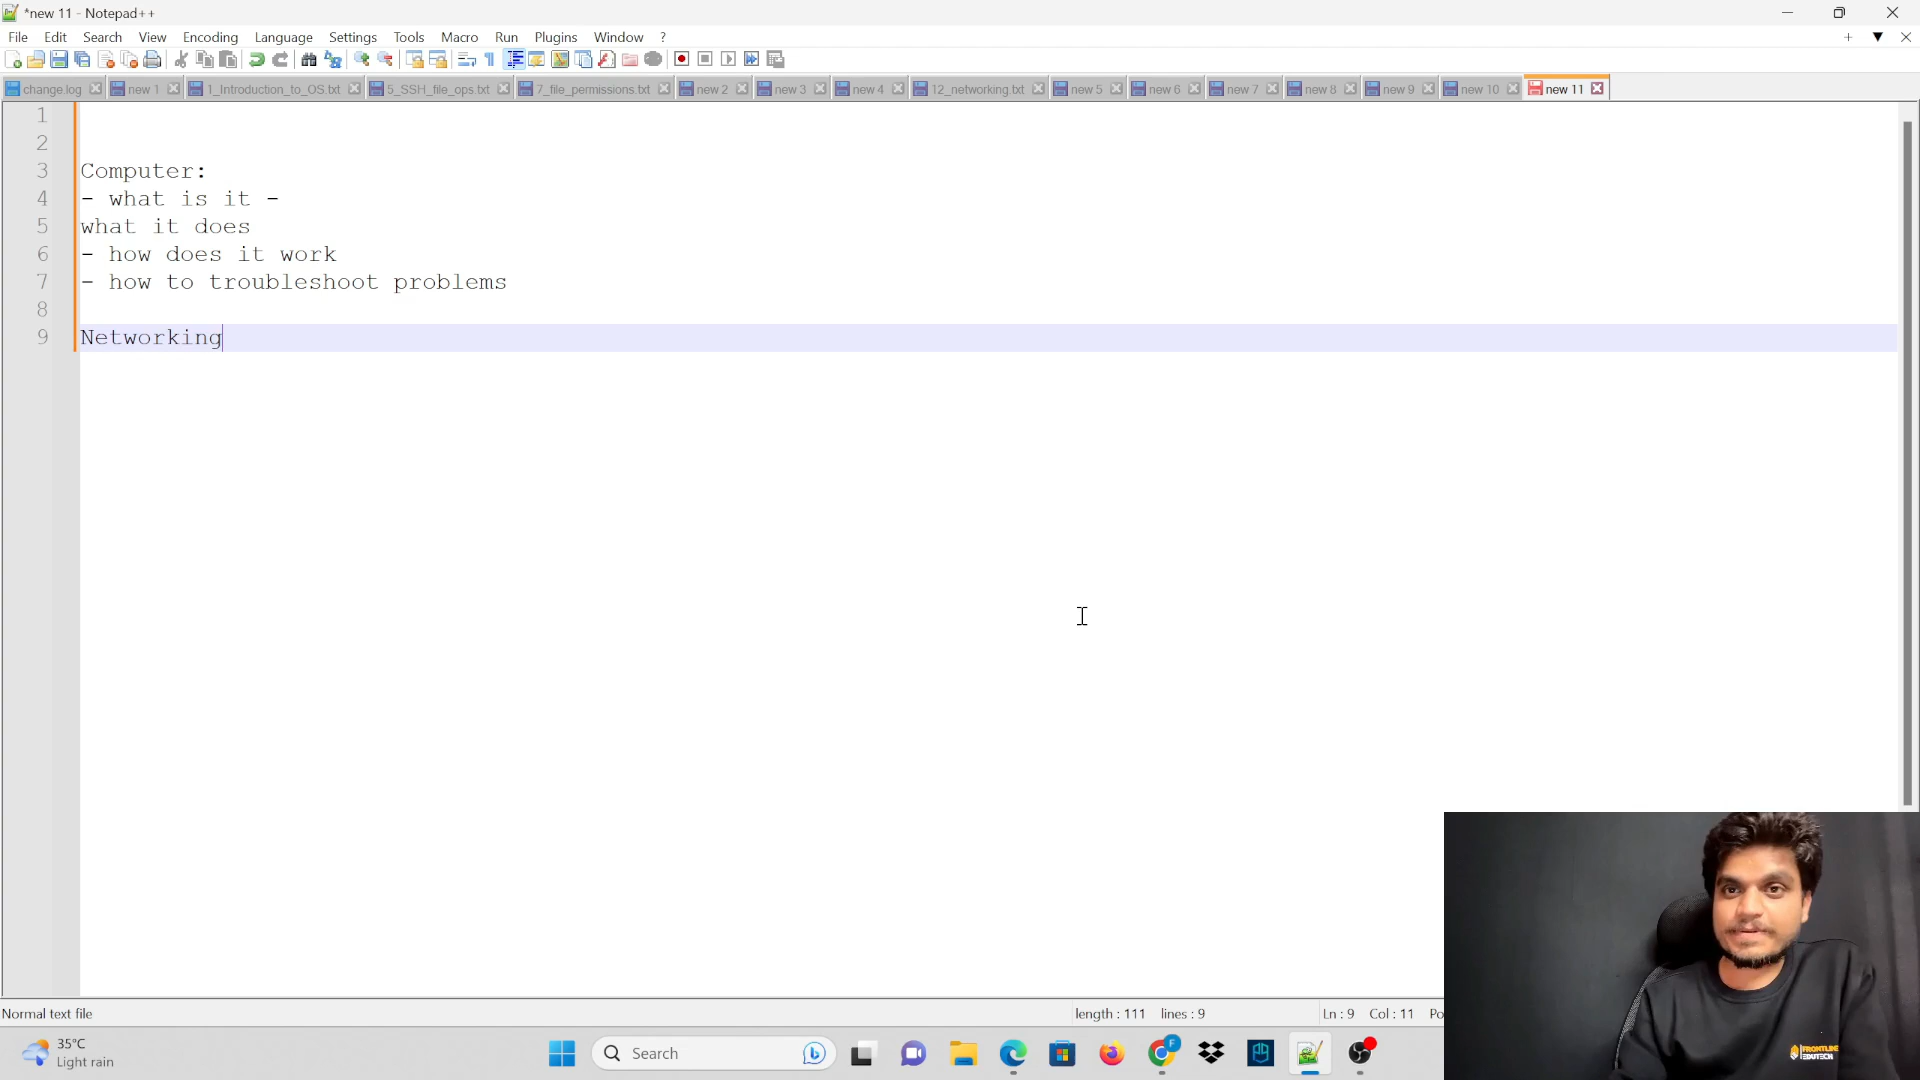 *new 11 - Notepad++
File Edit Search View Encoding Language Settings Tools Macro Run Plugins Window ?
change.log new 1 1_Introduction_to_OS.txt 5_SSH_file_ops.txt 7_file_permissions.txt new 2 new 3 new 4 12_networking.txt new 5 new 6 new 7 new 8 new 9 new 10 new 11
1
2
3 Computer:
4 - what is it -
5 what it does
6 - how does it work
7 - how to troubleshoot problems
8
9 Networking
Normal text file length : 111 lines : 9 Ln : 9 Col : 11 Po
35°C
Light rain
Search
F
FRONTLINE
EDUTECH